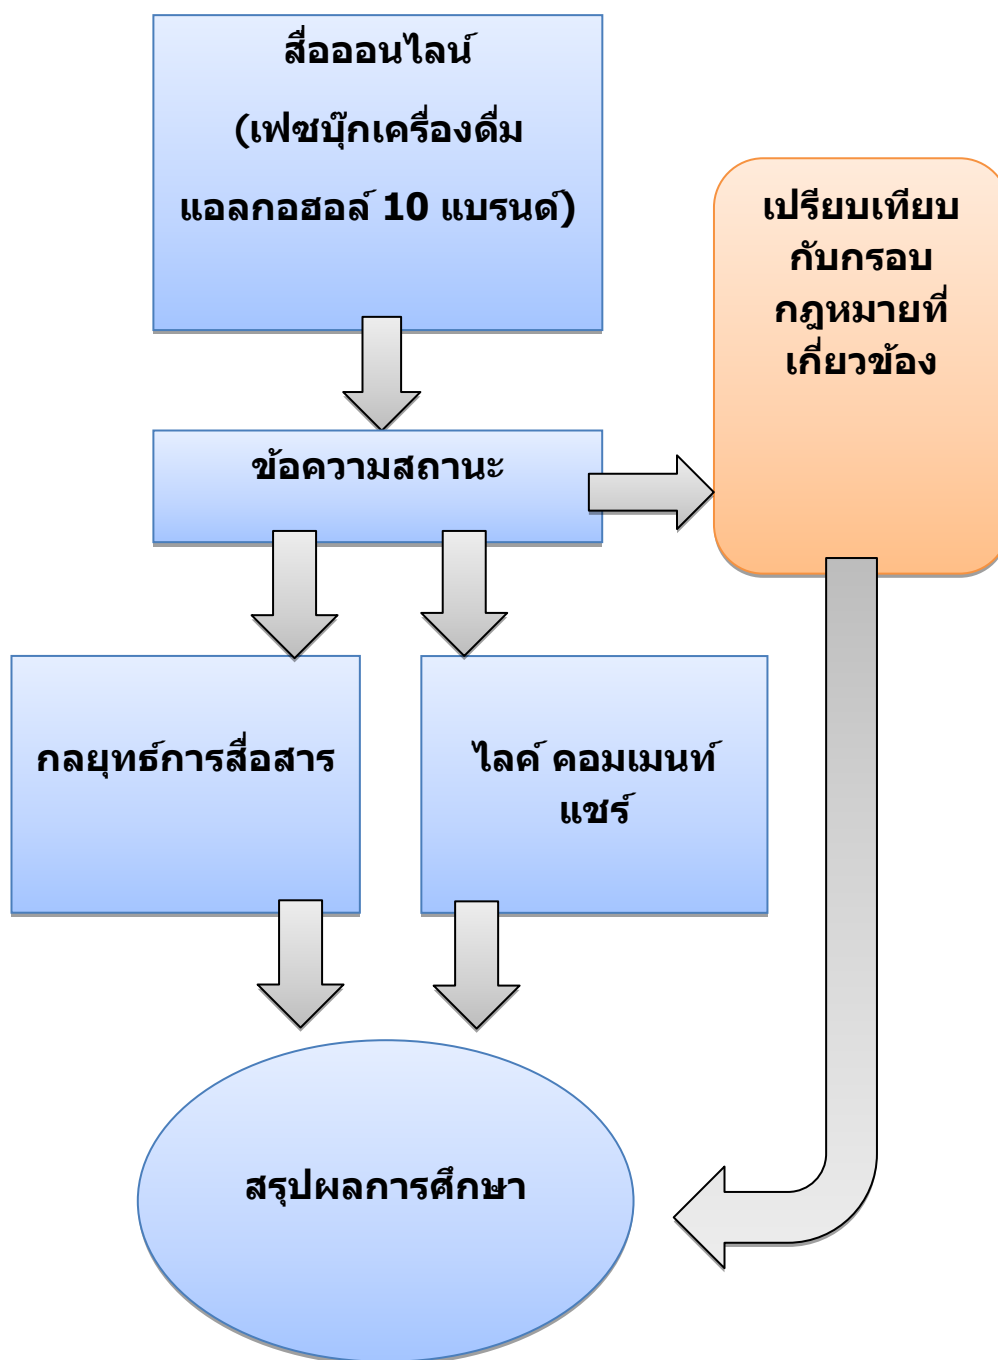 สื่อออนไลน์
(เฟซบุ๊กเครื่องดื่ม
แอลกอฮอล์ 10 แบรนด์)
เปรียบเทียบ
กับกรอบ
กฎหมายที่
เกี่ยวข้อง
ข้อความสถานะ
กลยุทธ์การสื่อสาร
ไลค์ คอมเมนท์
แชร์
สรุปผลการศึกษา